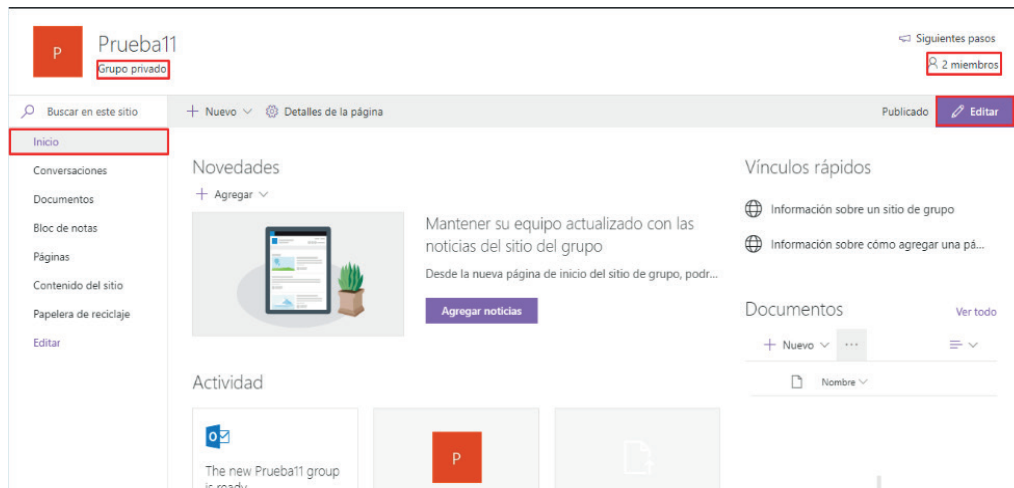 P
Prueba11
Grupo privado
Siguientes pasos
2 miembros
Buscar en este sitio
Nuevo
Detalles de la página
Publicado
Editar
Inicio
Conversaciones
Documentos
Bloc de notas
Páginas
Contenido del sitio
Papelera de reciclaje
Editar
Novedades
Agregar
Mantener su equipo actualizado con las
noticias del sitio del grupo
Desde la nueva página de inicio del sitio de grupo, podr...
Agregar noticias
Actividad
The new Prueba11 group
is ready
P
Vínculos rápidos
Información sobre un sitio de grupo
Información sobre cómo agregar una pá...
Documentos
Ver todo
Nuevo
Nombre